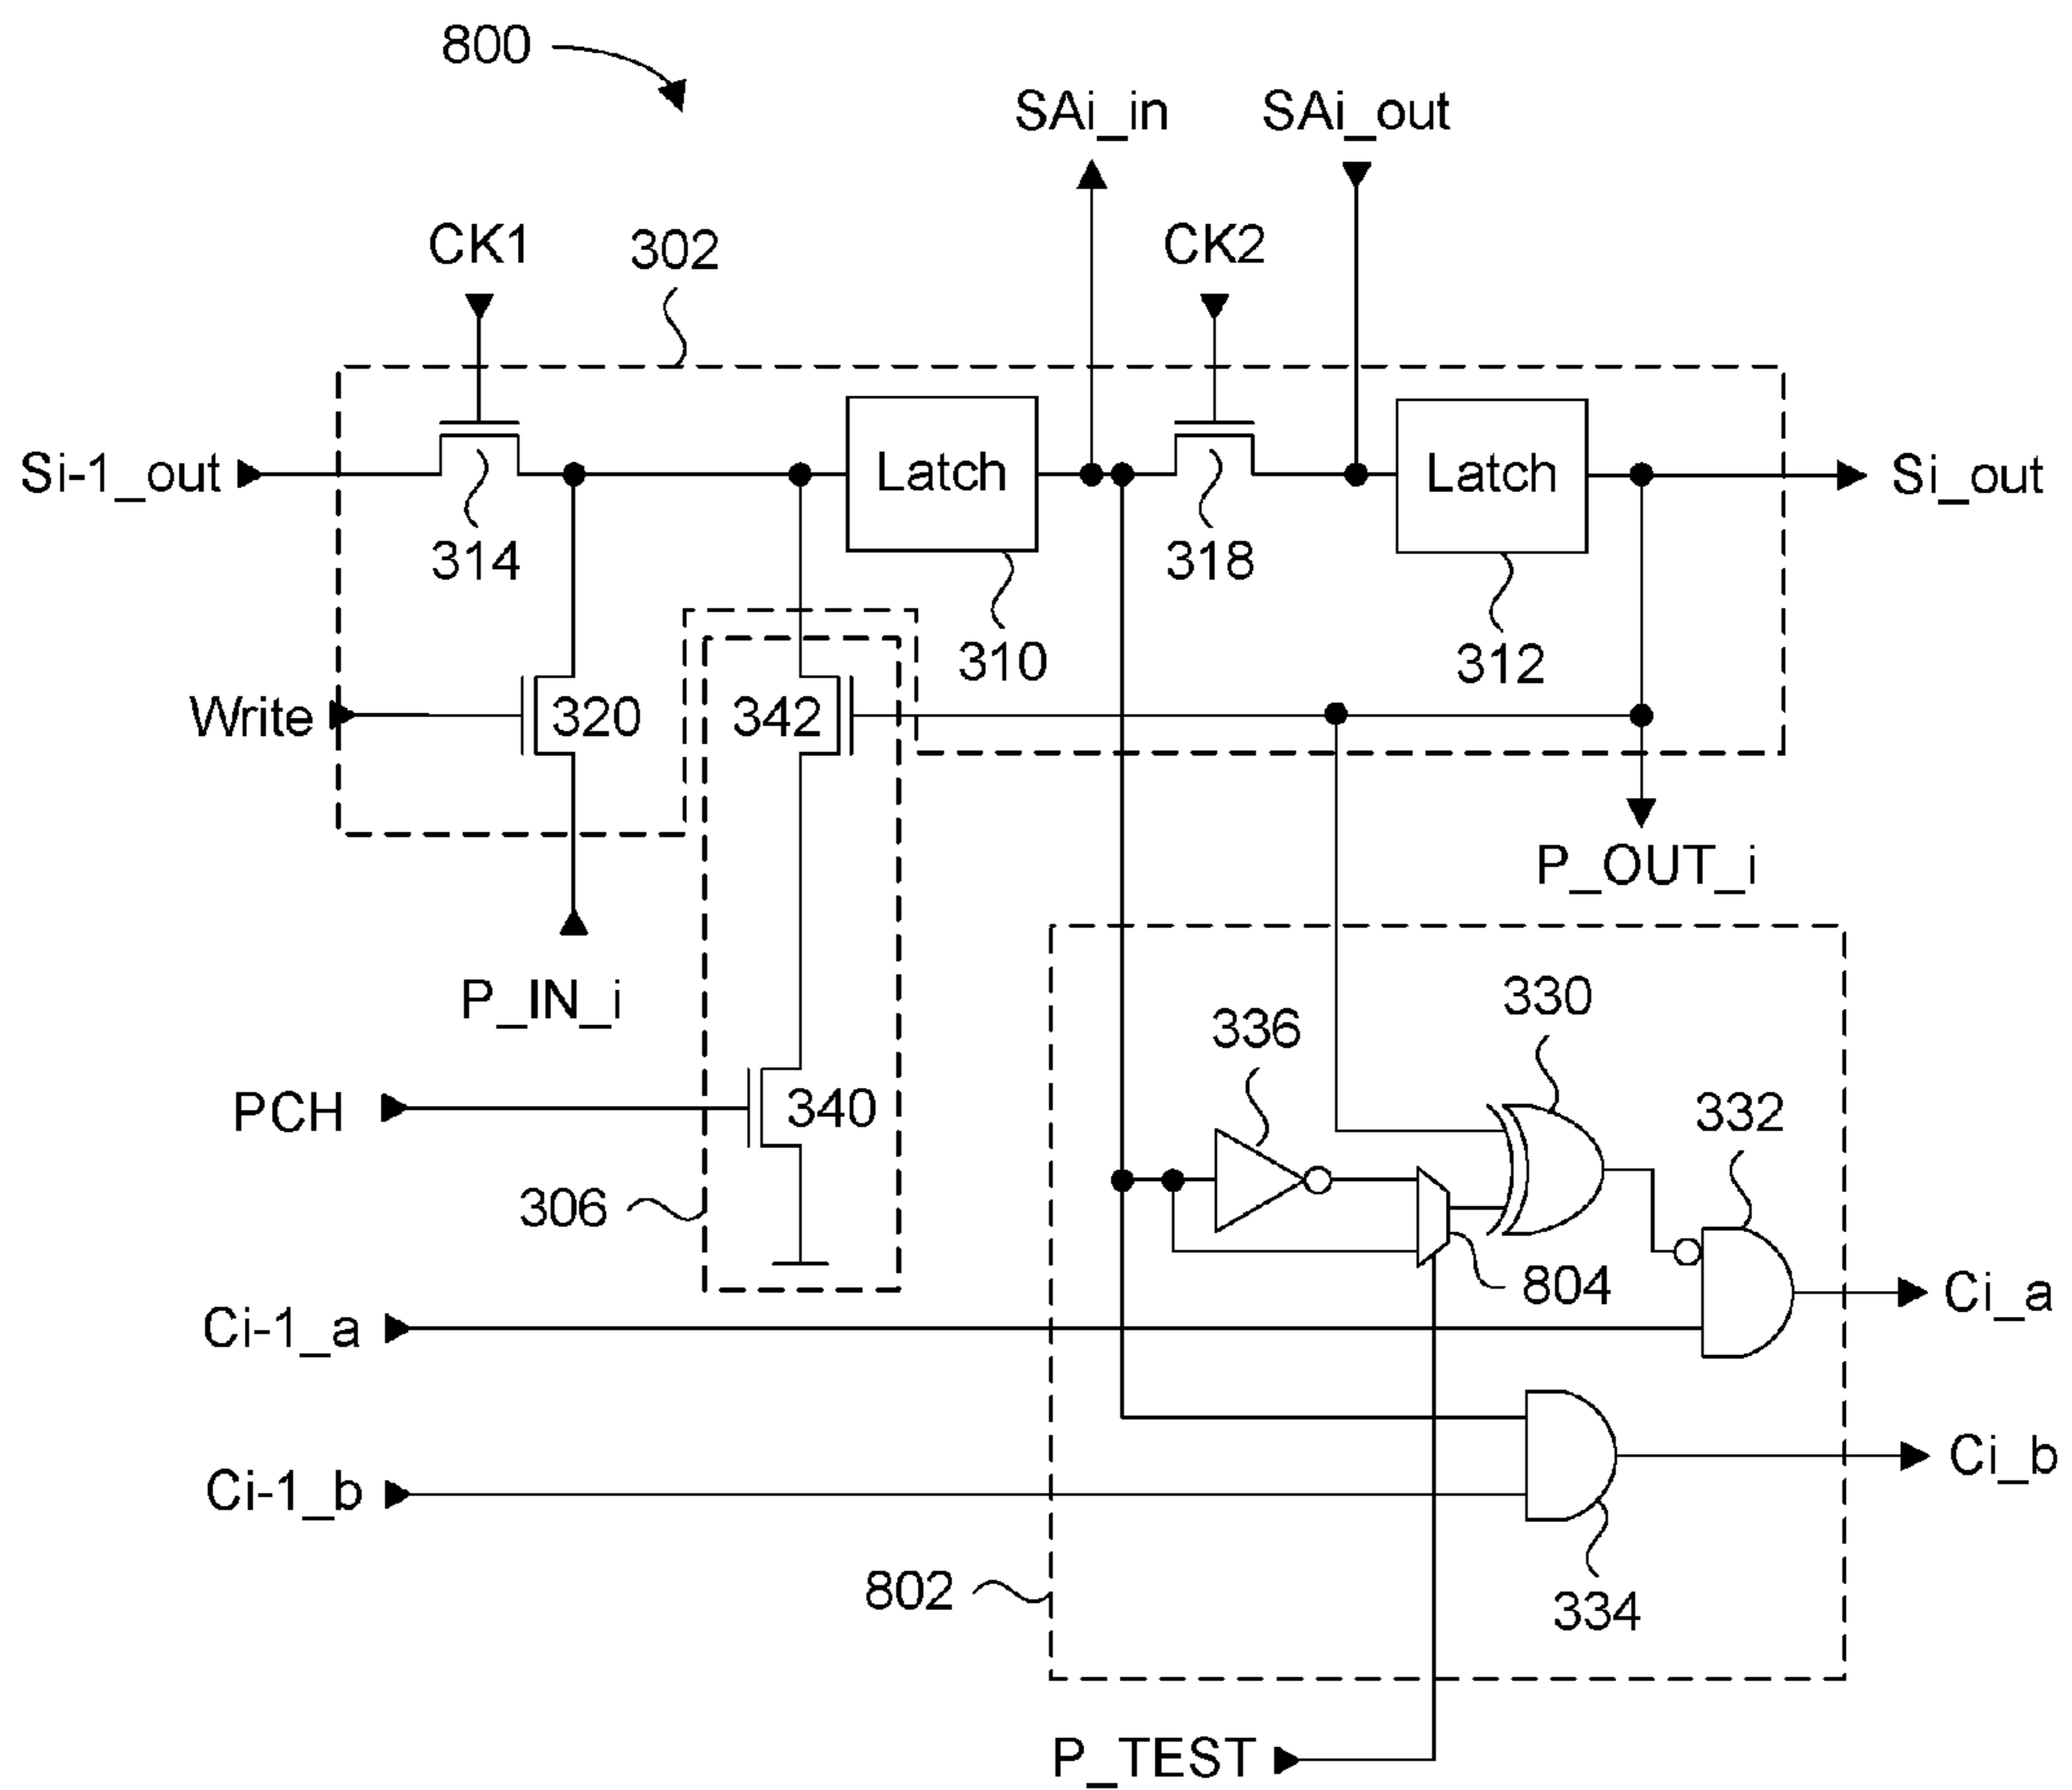 800
SAi_in
SAi_out
CK1
302
CK2
Si-1_out
Latch
Latch
Si_out
314
318
310
312
Write
320
342
P_OUT_i
P_IN_i
330
336
PCH
340
332
306
804
Ci-1_a
Ci_a
Ci-1_b
Ci_b
802
334
P_TEST